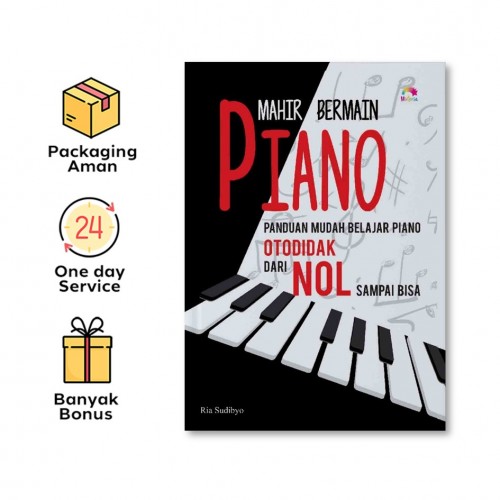 Packaging
Aman
24
One day
Service
Banyak
Bonus
MAHIR BERMAIN
PIANO
PANDUAN MUDAH BELAJAR PIANO
OTODIDAK
DARI NOL SAMPAI BISA
Ria Sudibyo